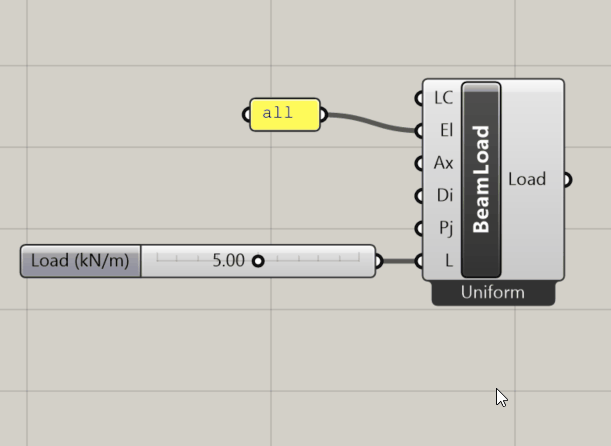 all
Load (kN/m)
5.00
LC
El
Ax
Di
Pj
L
BeamLoad
Load
Uniform